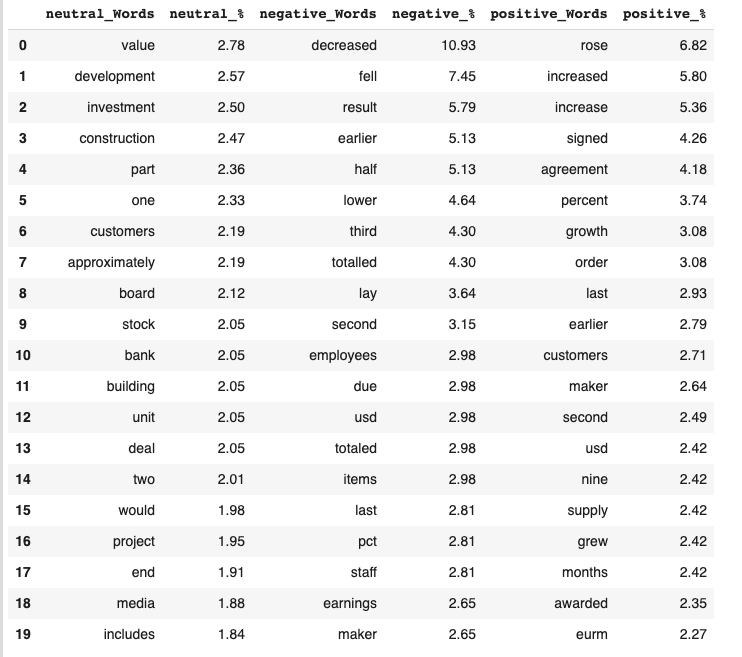 neutral_Words neutral_% negative_Words negative_% positive_Words positive_%
0 value 2.78 decreased 10.93 rose 6.82
1 development 2.57 fell 7.45 increased 5.80
2 investment 2.50 result 5.79 increase 5.36
3 construction 2.47 earlier 5.13 signed 4.26
4 part 2.36 half 5.13 agreement 4.18
5 one 2.33 lower 4.64 percent 3.74
6 customers 2.19 third 4.30 growth 3.08
7 approximately 2.19 totalled 4.30 order 3.08
8 board 2.12 lay 3.64 last 2.93
9 stock 2.05 second 3.15 earlier 2.79
10 bank 2.05 employees 2.98 customers 2.71
11 building 2.05 due 2.98 maker 2.64
12 unit 2.05 usd 2.98 second 2.49
13 deal 2.05 totaled 2.98 usd 2.42
14 two 2.01 items 2.98 nine 2.42
15 would 1.98 last 2.81 supply 2.42
16 project 1.95 pct 2.81 grew 2.42
17 end 1.91 staff 2.81 months 2.42
18 media 1.88 earnings 2.65 awarded 2.35
19 includes 1.84 maker 2.65 eurm 2.27